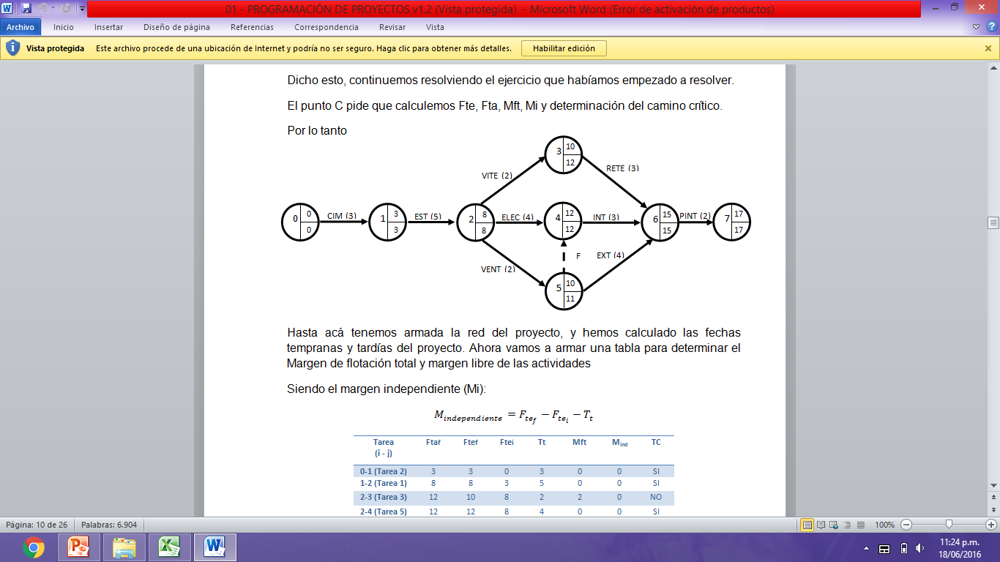 01 - PROGRAMACIÓN DE PROYECTOS v1.2 (Vista protegida) - Microsoft Word (Error de activación de productos)
Archivo Inicio Insertar Diseño de página Referencias Correspondencia Revisar Vista
Vista protegida Este archivo procede de una ubicación de Internet y podría no ser seguro. Haga clic para obtener más detalles. Habilitar edición
Dicho esto, continuemos resolviendo el ejercicio que habíamos empezado a resolver.
El punto C pide que calculemos Fte, Fta, Mft, Mi y determinación del camino crítico.
Por lo tanto
3 10
12
VITE (2) RETE (3)
0 0
0
CIM (3)
1 3
3
EST (5)
2 8
8
ELEC (4)
4 12
12
INT (3)
6 15
15
PINT (2)
7 17
17
VENT (2) F EXT (4)
5 10
11
Hasta acá tenemos armada la red del proyecto, y hemos calculado las fechas
tempranas y tardías del proyecto. Ahora vamos a armar una tabla para determinar el
Margen de flotación total y margen libre de las actividades
Siendo el margen independiente (Mi):
M independiente = F te f − F te i − T t
Tarea Ftaf Ftef Ftei Tt Mft Mind TC
(i - j)
0-1 (Tarea 2) 3 3 0 3 0 0 SI
1-2 (Tarea 1) 8 8 3 5 0 0 SI
2-3 (Tarea 3) 12 10 8 2 2 0 NO
2-4 (Tarea 5) 12 12 8 4 0 0 SI
Página: 10 de 26 Palabras: 6.904 100%
11:24 p.m.
18/06/2016